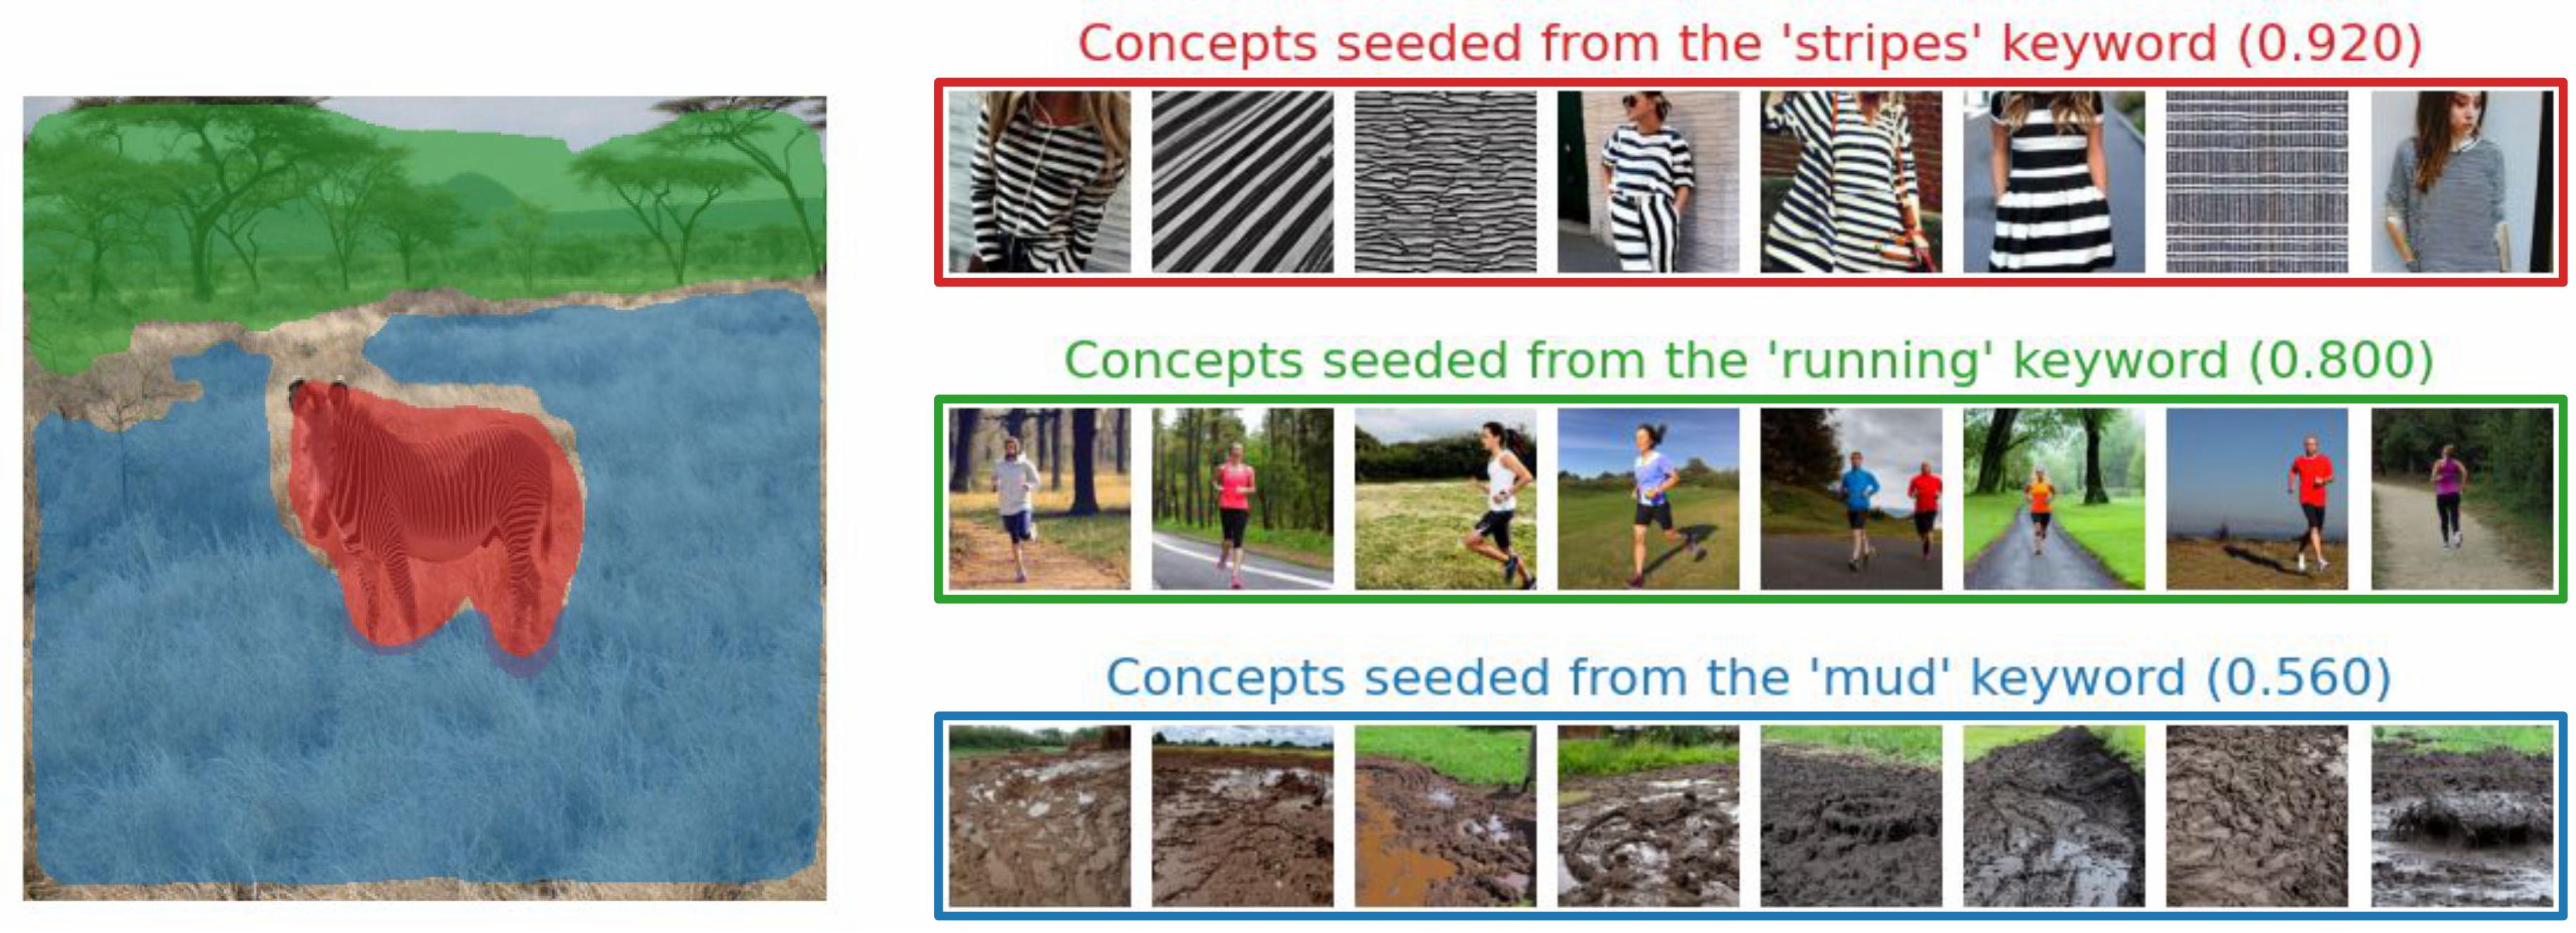 Concepts seeded from the 'stripes' keyword (0.920)
Concepts seeded from the 'running' keyword (0.800)
Concepts seeded from the 'mud' keyword (0.560)